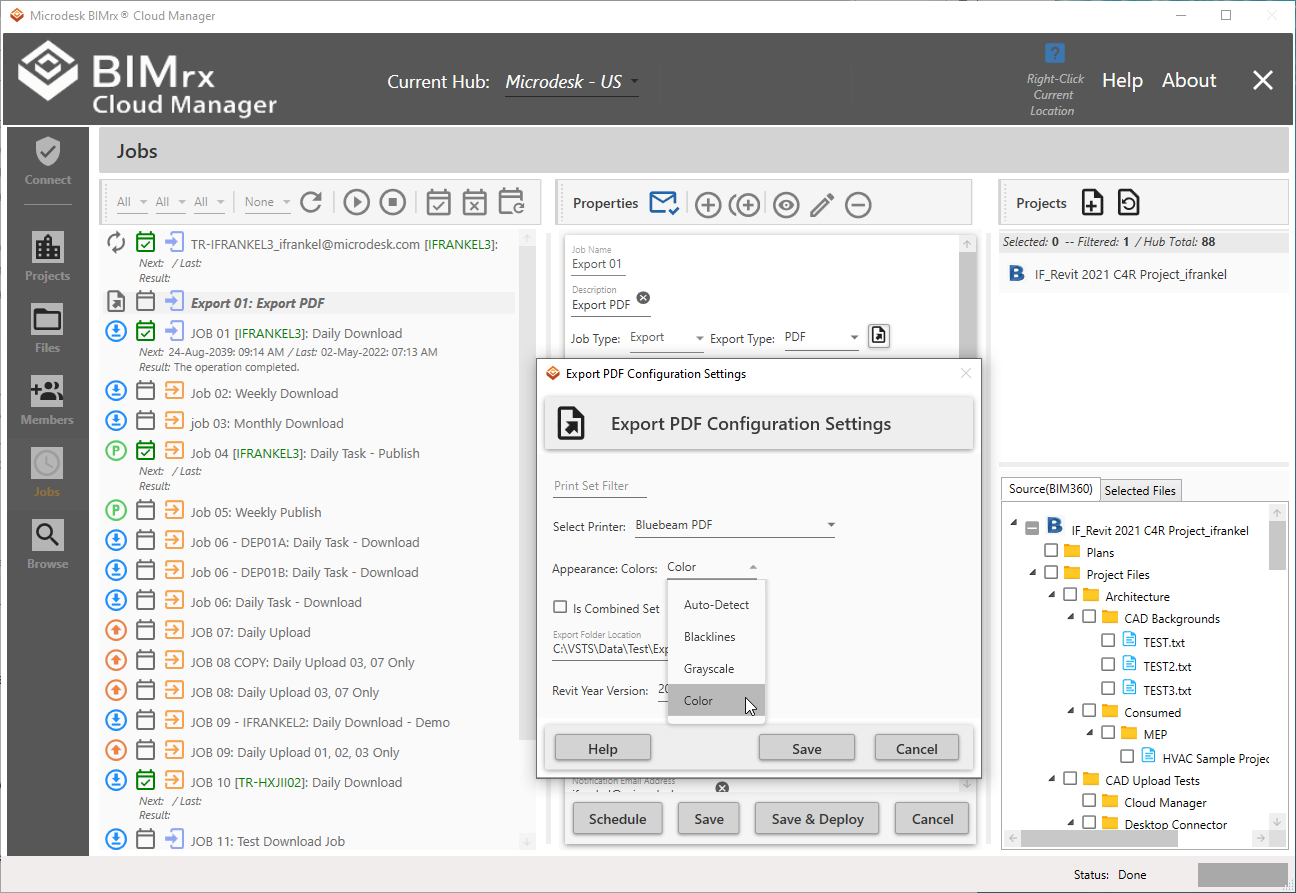 Microdesk BIMrx® Cloud Manager
BIMrx
Cloud Manager
Current Hub: Microdesk - US
?
Right-Click
Current
Location
Help About
Connect
Projects
Files
Members
Jobs
Browse
Jobs
All All All None
TR-IFRANKEL3_ifrankel@microdesk.com [IFRANKEL3]:
Next: / Last:
Result:
Export 01: Export PDF
JOB 01 [IFRANKEL3]: Daily Download
Next: 24-Aug-2039: 09:14 AM / Last: 02-May-2022: 07:13 AM
Result: The operation completed.
Job 02: Weekly Download
job 03: Monthly Download
P Job 04 [IFRANKEL3]: Daily Task - Publish
Next: / Last:
Result:
P Job 05: Weekly Publish
Job 06 - DEP01A: Daily Task - Download
Job 06 - DEP01B: Daily Task - Download
Job 06: Daily Task - Download
JOB 07: Daily Upload
JOB 08 COPY: Daily Upload 03, 07 Only
JOB 08: Daily Upload 03, 07 Only
JOB 09 - IFRANKEL2: Daily Download - Demo
JOB 09: Daily Upload 01, 02, 03 Only
JOB 10 [TR-HXJII02]: Daily Download
Next: / Last:
Result:
JOB 11: Test Download Job
Properties
Job Name
Export 01
Description
Export PDF
Job Type: Export Export Type: PDF
Export PDF Configuration Settings
Export PDF Configuration Settings
Print Set Filter
Select Printer: Bluebeam PDF
Appearance: Colors: Color
Auto-Detect
Blacklines
Grayscale
Color
Is Combined Set
Export Folder Location
C:\VSTS\Data\Test\Exp
Revit Year Version: 20
Help Save Cancel
Notification Email Address
Schedule Save Save & Deploy Cancel
Projects
Selected: 0 -- Filtered: 1 / Hub Total: 88
B IF_Revit 2021 C4R Project_ifrankel
Source(BIM360) Selected Files
B IF_Revit 2021 C4R Project_ifrankel
Plans
Project Files
Architecture
CAD Backgrounds
TEST.txt
TEST2.txt
TEST3.txt
Consumed
MEP
HVAC Sample Projec
CAD Upload Tests
Cloud Manager
Desktop Connector
Status: Done